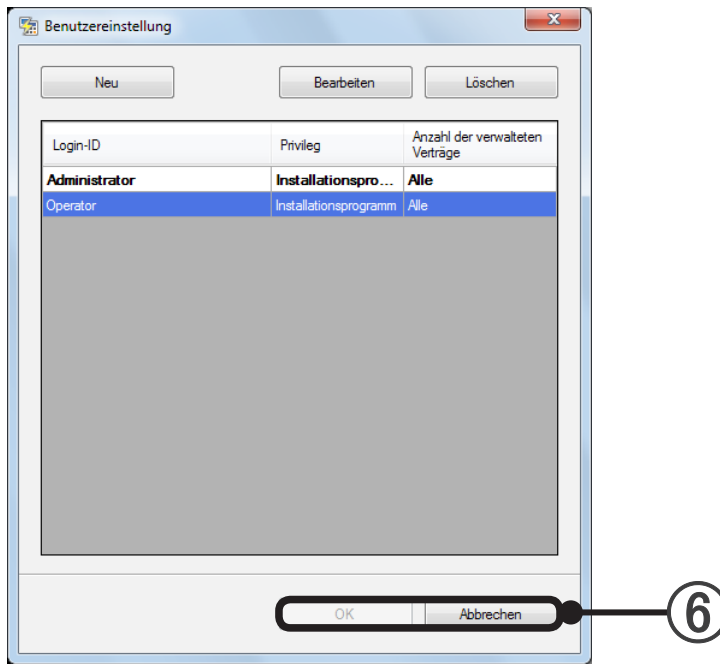 Benutzereinstellung
Neu Bearbeiten Löschen
Login-ID Privileg Anzahl der verwalteten
Verträge
Administrator Installationspro... Alle
Operator Installationsprogramm Alle
OK Abbrechen
6